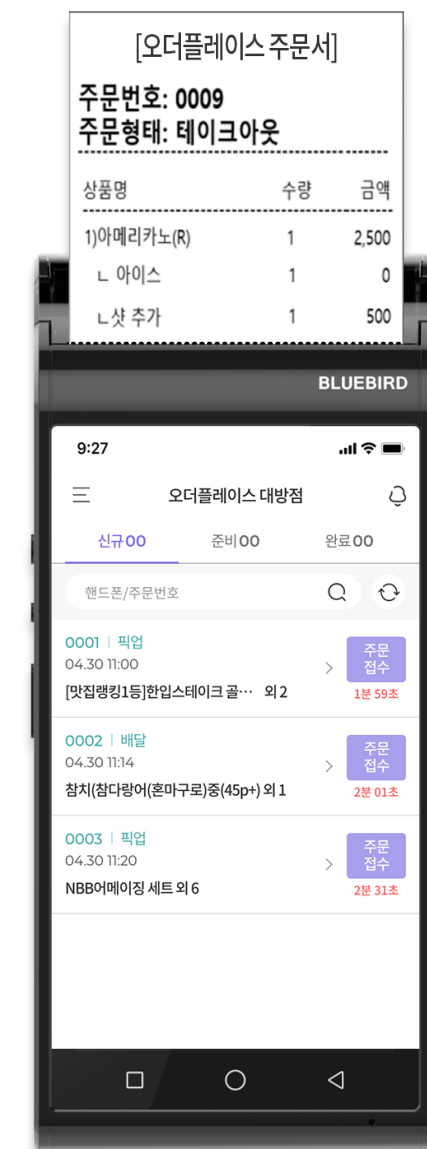 [오더플레이스 주문서]
주문번호: 0009
주문형태: 테이크아웃
상품명 수량 금액
1)아메리카노(R) 1 2,500
ㄴ 아이스 1 0
ㄴ샷 추가 1 500
BLUEBIRD
9:27
오더플레이스 대방점
신규00 준비00 완료00
핸드폰/주문번호
0001 | 픽업
04.30 11:00
[맛집랭킹1등]한입스테이크 골… 외 2
주문
접수
1분 59초
0002 | 배달
04.30 11:14
참치(참다랑어(혼마구로)중(45p+) 외 1
주문
접수
2분 01초
0003 | 픽업
04.30 11:20
NBB어메이징 세트 외 6
주문
접수
2분 31초